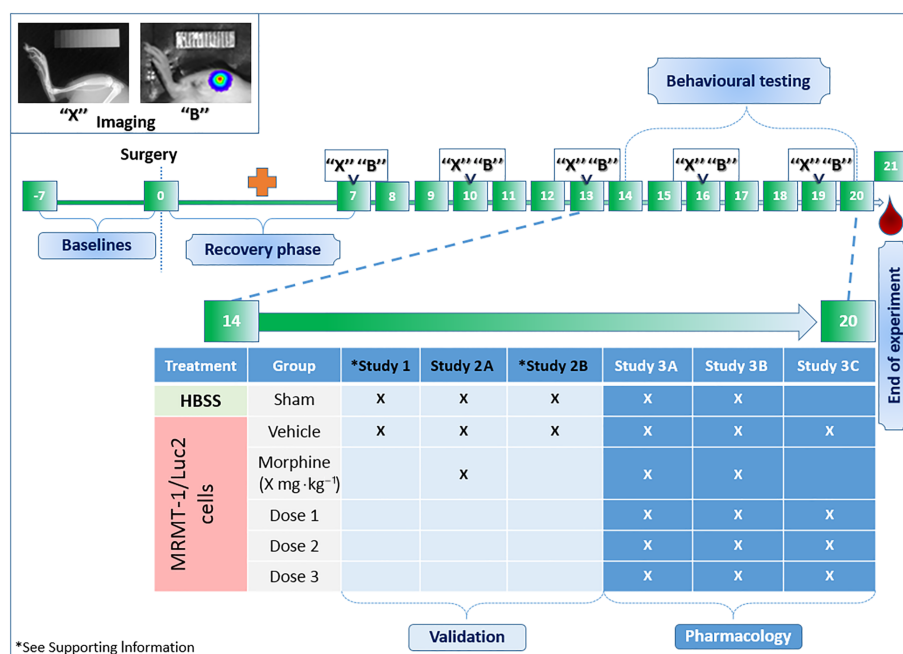 “X” “B”
Imaging
Behavioural testing
Surgery
“X” “B” “X” “B” “X” “B” “X” “B” “X” “B”
21
-7 0 7 8 9 10 11 12 13 14 15 16 17 18 19 20
Baselines
Recovery phase
End of experiment
14 20
Treatment Group *Study 1 Study 2A *Study 2B Study 3A Study 3B Study 3C
HBSS Sham X X X X X
MRMT-1/Luc2
cells
Vehicle X X X X X X
Morphine
(X mg·kg⁻¹) X X X
Dose 1 X X X
Dose 2 X X X
Dose 3 X X X
Validation Pharmacology
*See Supporting Information